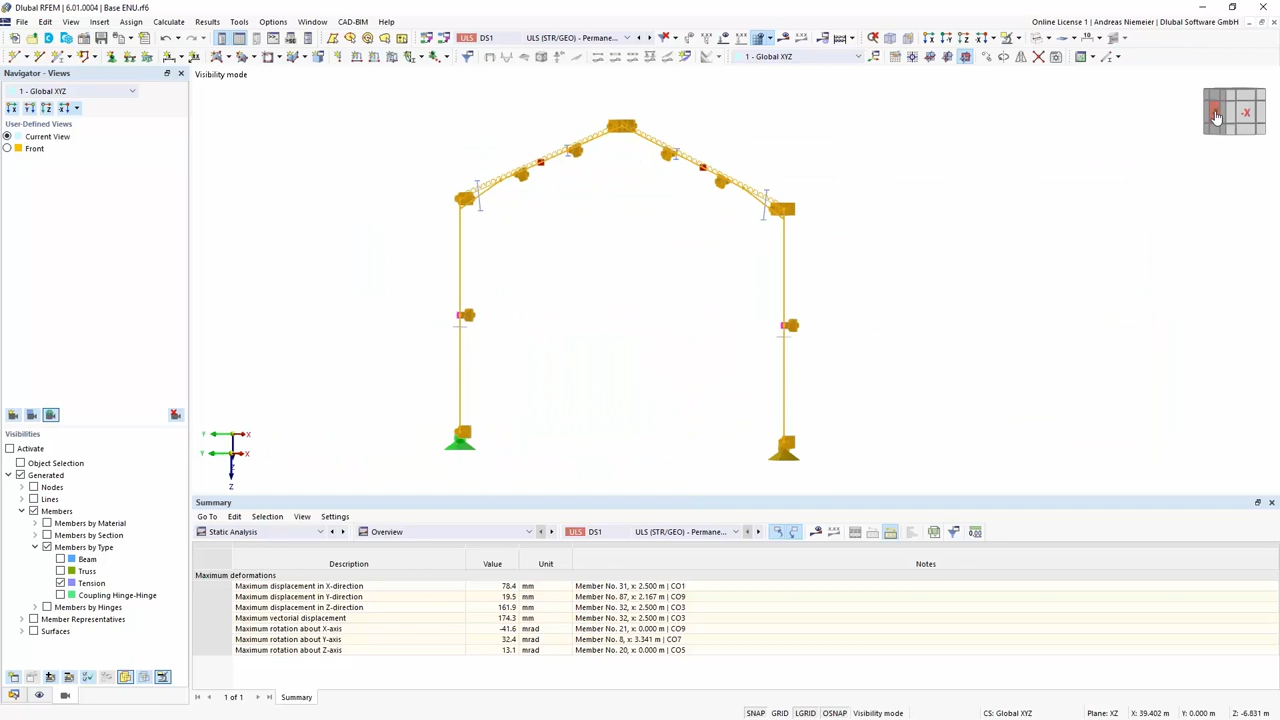 Dlubal RFEM | 6.01.0004 | Base ENU.rf6
File Edit View Insert Assign Calculate Results Tools Options Window CAD-BIM Help
Online License 1 | Andreas Niemeier | Dlubal Software GmbH
ULS DS1 ULS (STR/GEO) - Permane...
1 - Global XYZ
Navigator - Views
1 - Global XYZ
User-Defined Views
Current View
Front
Visibilities
Activate
Object Selection
Generated
Nodes
Lines
Members
Members by Material
Members by Section
Members by Type
Beam
Truss
Tension
Coupling Hinge-Hinge
Members by Hinges
Member Representatives
Surfaces
Visibility mode
-X
Y X
Y X
Z
Summary
Go To Edit Selection View Settings
Static Analysis Overview ULS DS1 ULS (STR/GEO) - Permane...
Description Value Unit Notes
Maximum deformations
Maximum displacement in X-direction 78.4 mm Member No. 31, x: 2.500 m | CO1
Maximum displacement in Y-direction 19.5 mm Member No. 87, x: 2.167 m | CO9
Maximum displacement in Z-direction 161.9 mm Member No. 32, x: 2.500 m | CO3
Maximum vectorial displacement 174.3 mm Member No. 32, x: 2.500 m | CO3
Maximum rotation about X-axis -41.6 mrad Member No. 21, x: 0.000 m | CO9
Maximum rotation about Y-axis 32.4 mrad Member No. 8, x: 3.341 m | CO7
Maximum rotation about Z-axis 13.1 mrad Member No. 20, x: 0.000 m | CO5
1 of 1 Summary
SNAP GRID LGRID OSNAP Visibility mode CS: Global XYZ Plane: XZ X: 39.402 m Y: 0.000 m Z: -6.831 m